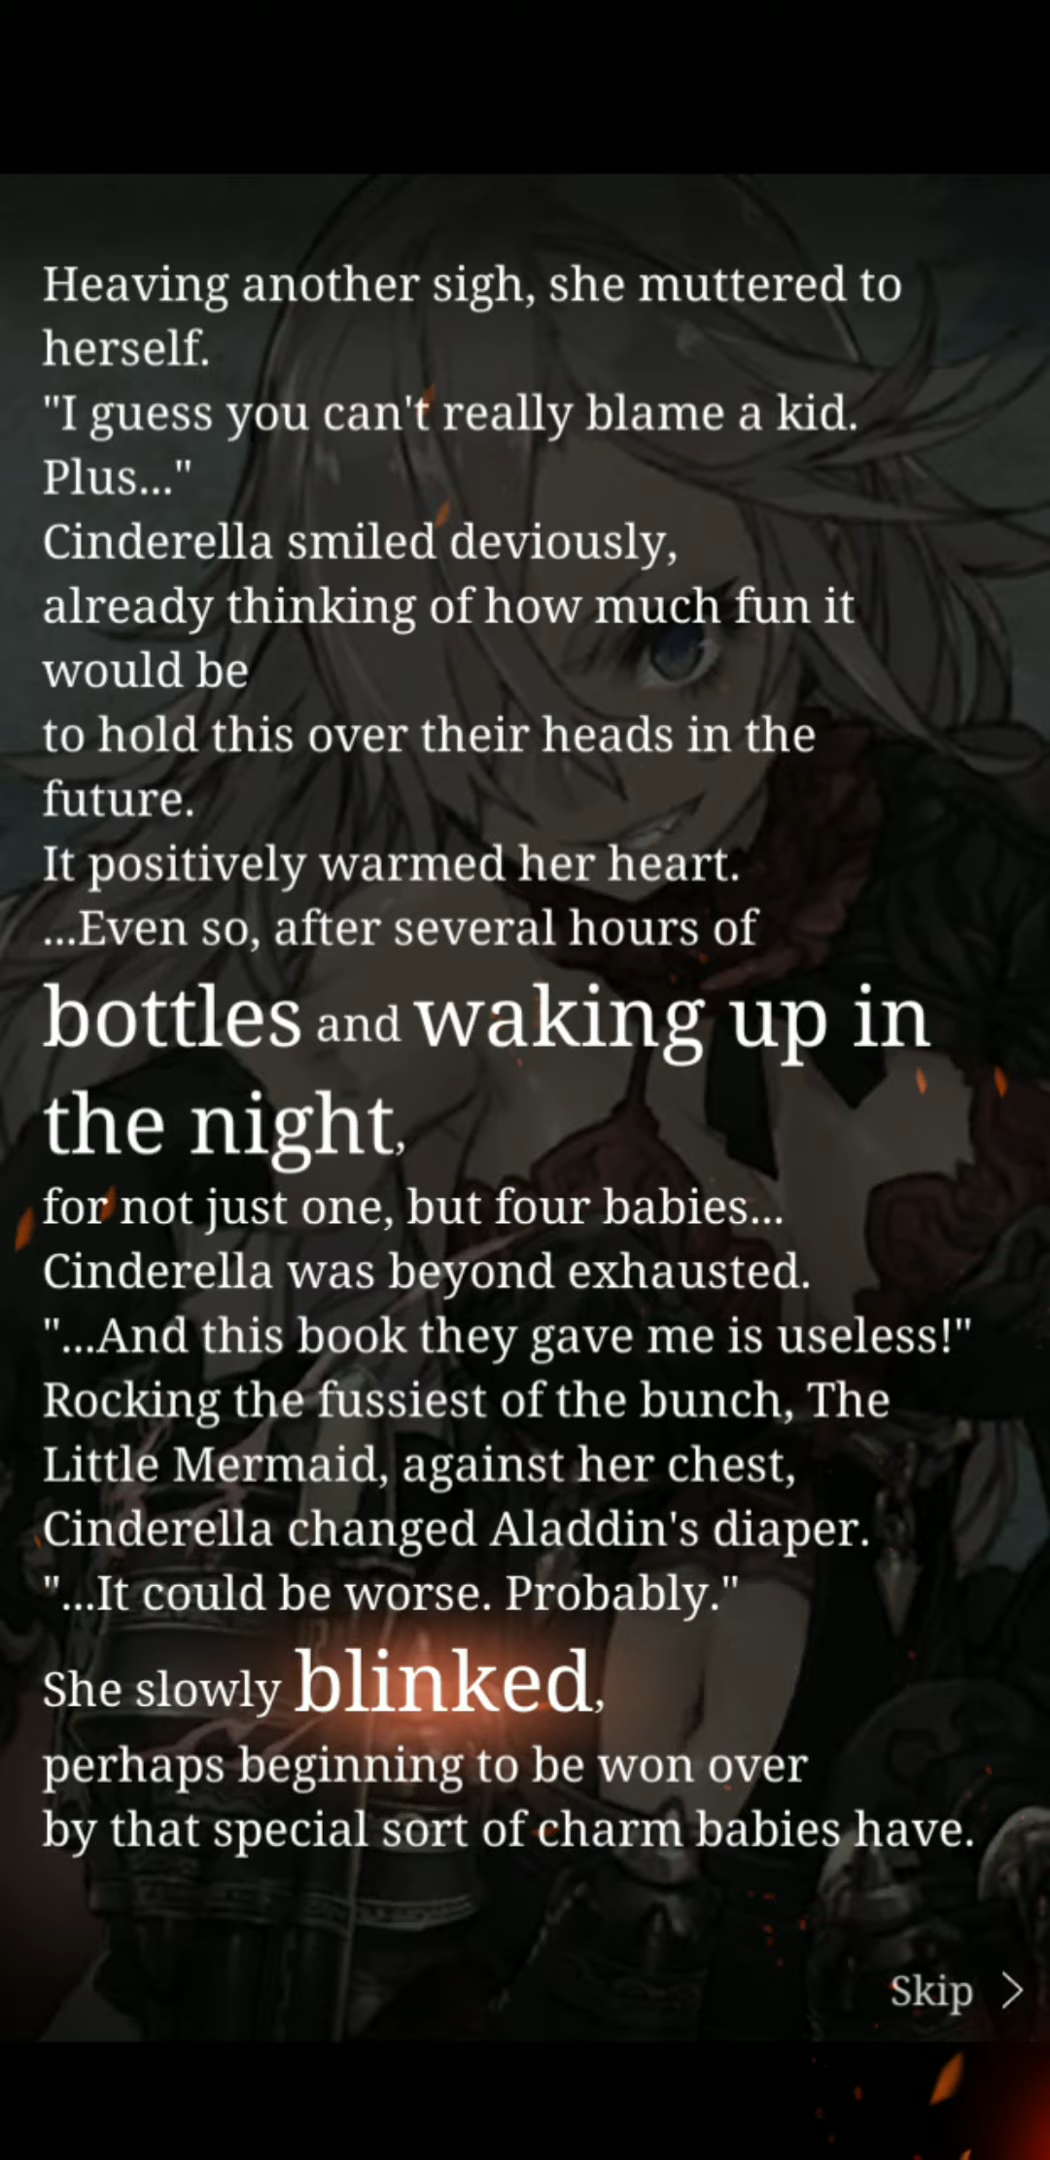 Heaving another sigh, she muttered to
herself.
"I guess you can't really blame a kid.
Plus..."
Cinderella smiled deviously,
already thinking of how much fun it
would be
to hold this over their heads in the
future.
It positively warmed her heart.
...Even so, after several hours of
bottles and waking up in
the night,
for not just one, but four babies...
Cinderella was beyond exhausted.
"...And this book they gave me is useless!"
Rocking the fussiest of the bunch, The
Little Mermaid, against her chest,
Cinderella changed Aladdin's diaper.
"...It could be worse. Probably."
She slowly blinked,
perhaps beginning to be won over
by that special sort of charm babies have.
Skip >